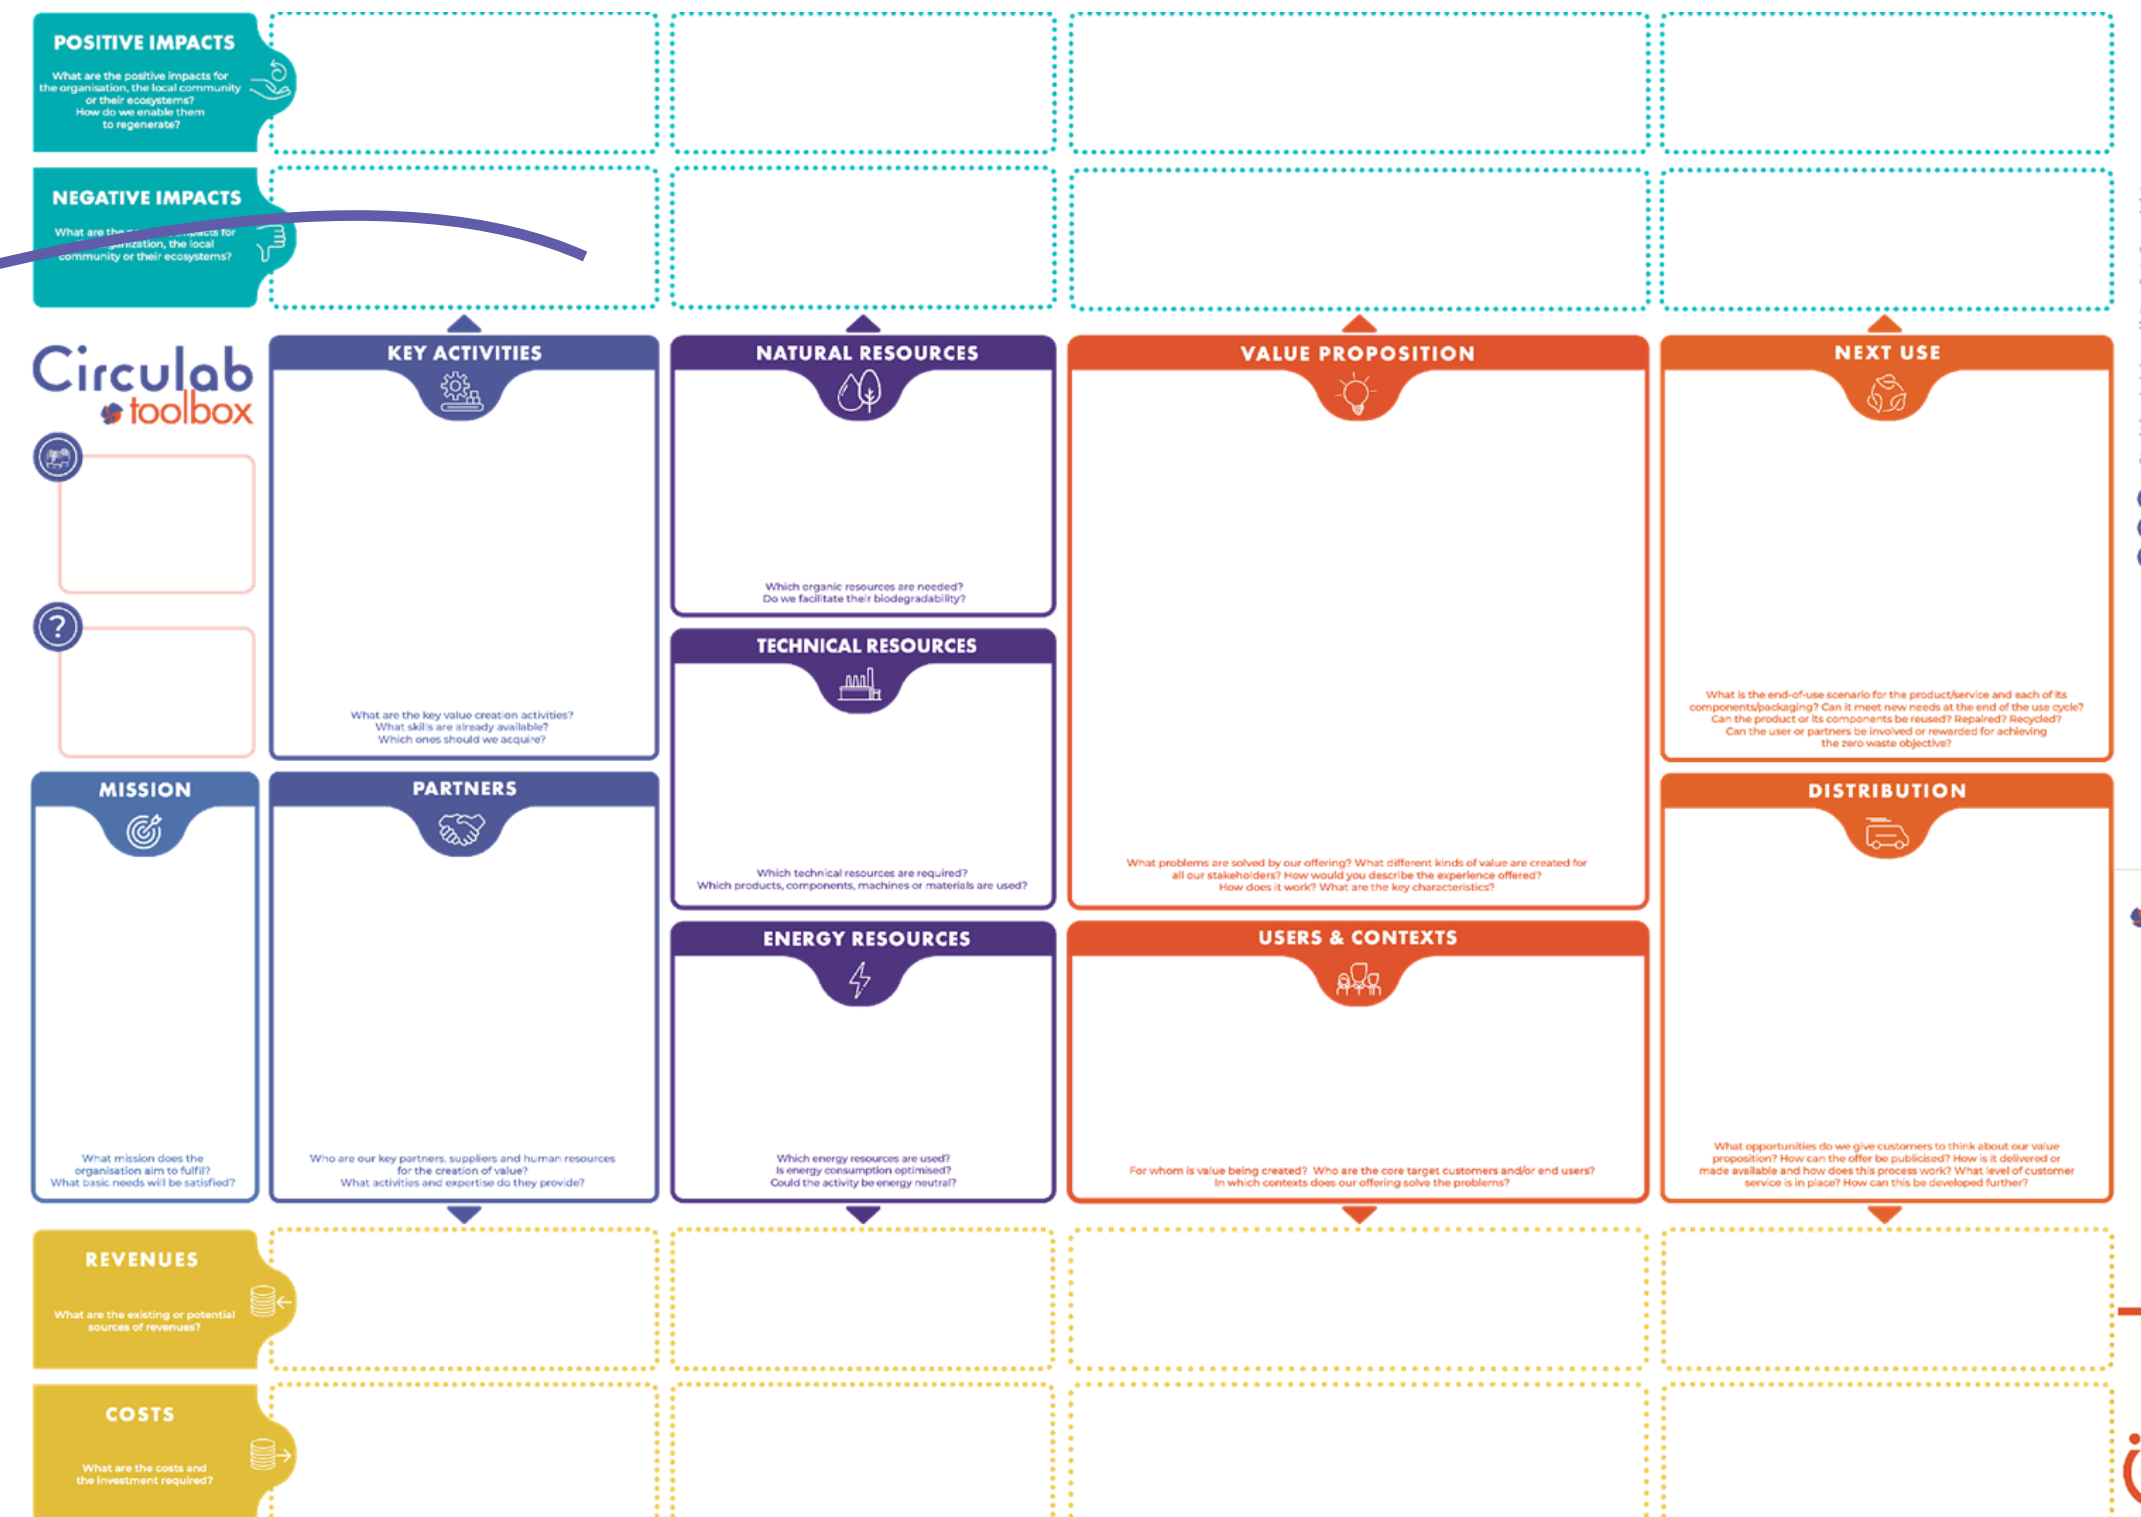 POSITIVE IMPACTS
What are the positive impacts for
the organisation, the local community
or their ecosystems?
How do we enable them
to regenerate?
NEGATIVE IMPACTS
What are the impacts for
the local
community or their ecosystems?
Circulab
toolbox
?
KEY ACTIVITIES
What are the key value creation activities?
What skills are already available?
Which ones should we acquire?
NATURAL RESOURCES
Which organic resources are needed?
Do we facilitate their biodegradability?
TECHNICAL RESOURCES
Which technical resources are required?
Which products, components, machines or materials are used?
ENERGY RESOURCES
Which energy resources are used?
Is energy consumption optimised?
Could the activity be energy neutral?
VALUE PROPOSITION
What problems are solved by our offering? What different kinds of value are created for
all our stakeholders? How would you describe the experience offered?
How does it work? What are the key characteristics?
USERS & CONTEXTS
For whom is value being created? Who are the core target customers and/or end users?
In which contexts does our offering solve the problems?
NEXT USE
What is the end-of-use scenario for the product/service and each of its
components/packaging? Can it meet new needs at the end of the use cycle?
Can the product or its components be reused? Repaired? Recycled?
Can the user or partners be involved or rewarded for achieving
the zero waste objective?
DISTRIBUTION
What opportunities do we give customers to think about our value
proposition? How can the offer be publicised? How is it delivered or
made available and how does this process work? What level of customer
service is in place? How can this be developed further?
MISSION
What mission does the
organisation aim to fulfil?
What basic needs will be satisfied?
PARTNERS
Who are our key partners, suppliers and human resources
for the creation of value?
What activities and expertise do they provide?
REVENUES
What are the existing or potential
sources of revenues?
COSTS
What are the costs and
the investment required?